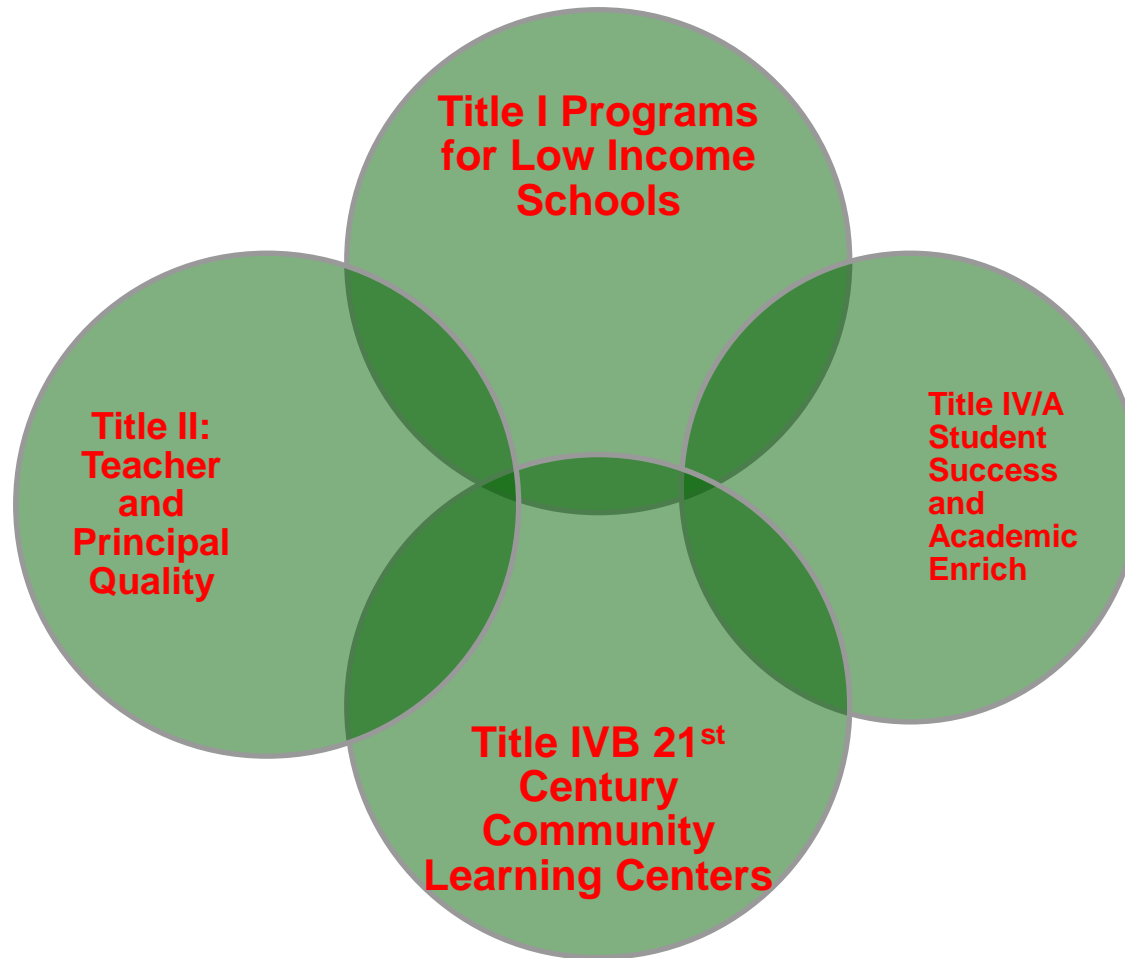 Title I Programs
for Low Income
Schools
Title II:
Teacher
and
Principal
Quality
Title IV/A
Student
Success
and
Academic
Enrich
Title IVB 21st
Century
Community
Learning Centers